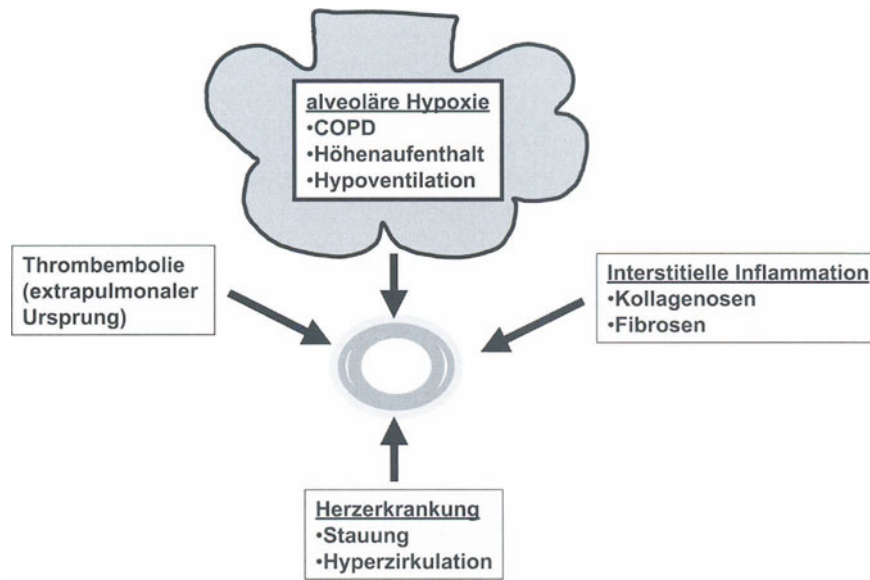 alveoläre Hypoxie
•COPD
•Höhenaufenthalt
•Hypoventilation
Thrombembolie
(extrapulmonaler
Ursprung)
Interstitielle Inflammation
•Kollagenosen
•Fibrosen
Herzerkrankung
•Stauung
•Hyperzirkulation